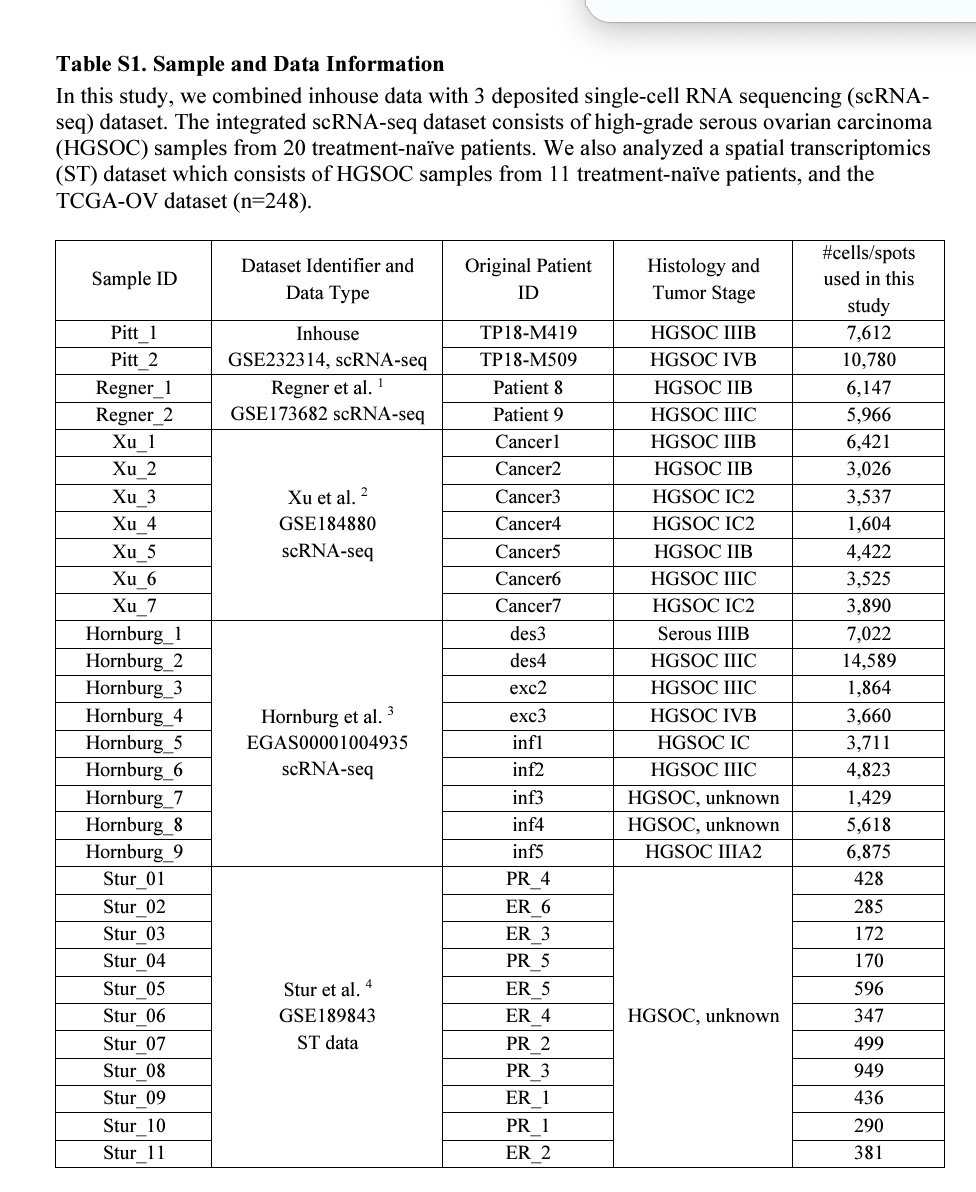 Table S1. Sample and Data Information
In this study, we combined inhouse data with 3 deposited single-cell RNA sequencing (scRNA-
seq) dataset. The integrated scRNA-seq dataset consists of high-grade serous ovarian carcinoma
(HGSOC) samples from 20 treatment-naïve patients. We also analyzed a spatial transcriptomics
(ST) dataset which consists of HGSOC samples from 11 treatment-naïve patients, and the
TCGA-OV dataset (n=248).
Sample ID Dataset Identifier and Data Type Original Patient ID Histology and Tumor Stage #cells/spots used in this study
Pitt_1 Inhouse TP18-M419 HGSOC IIIB 7,612
Pitt_2 GSE232314, scRNA-seq TP18-M509 HGSOC IVB 10,780
Regner_1 Regner et al. 1 Patient 8 HGSOC IIB 6,147
Regner_2 GSE173682 scRNA-seq Patient 9 HGSOC IIIC 5,966
Xu_1 Cancer1 HGSOC IIIB 6,421
Xu_2 Cancer2 HGSOC IIB 3,026
Xu_3 Xu et al. 2 Cancer3 HGSOC IC2 3,537
Xu_4 GSE184880 Cancer4 HGSOC IC2 1,604
Xu_5 scRNA-seq Cancer5 HGSOC IIB 4,422
Xu_6 Cancer6 HGSOC IIIC 3,525
Xu_7 Cancer7 HGSOC IC2 3,890
Hornburg_1 des3 Serous IIIB 7,022
Hornburg_2 des4 HGSOC IIIC 14,589
Hornburg_3 exc2 HGSOC IIIC 1,864
Hornburg_4 Hornburg et al. 3 exc3 HGSOC IVB 3,660
Hornburg_5 EGAS00001004935 inf1 HGSOC IC 3,711
Hornburg_6 scRNA-seq inf2 HGSOC IIIC 4,823
Hornburg_7 inf3 HGSOC, unknown 1,429
Hornburg_8 inf4 HGSOC, unknown 5,618
Hornburg_9 inf5 HGSOC IIIA2 6,875
Stur_01 PR_4 428
Stur_02 ER_6 285
Stur_03 ER_3 172
Stur_04 PR_5 170
Stur_05 Stur et al. 4 ER_5 596
Stur_06 GSE189843 ER_4 HGSOC, unknown 347
Stur_07 ST data PR_2 499
Stur_08 PR_3 949
Stur_09 ER_1 436
Stur_10 PR_1 290
Stur_11 ER_2 381